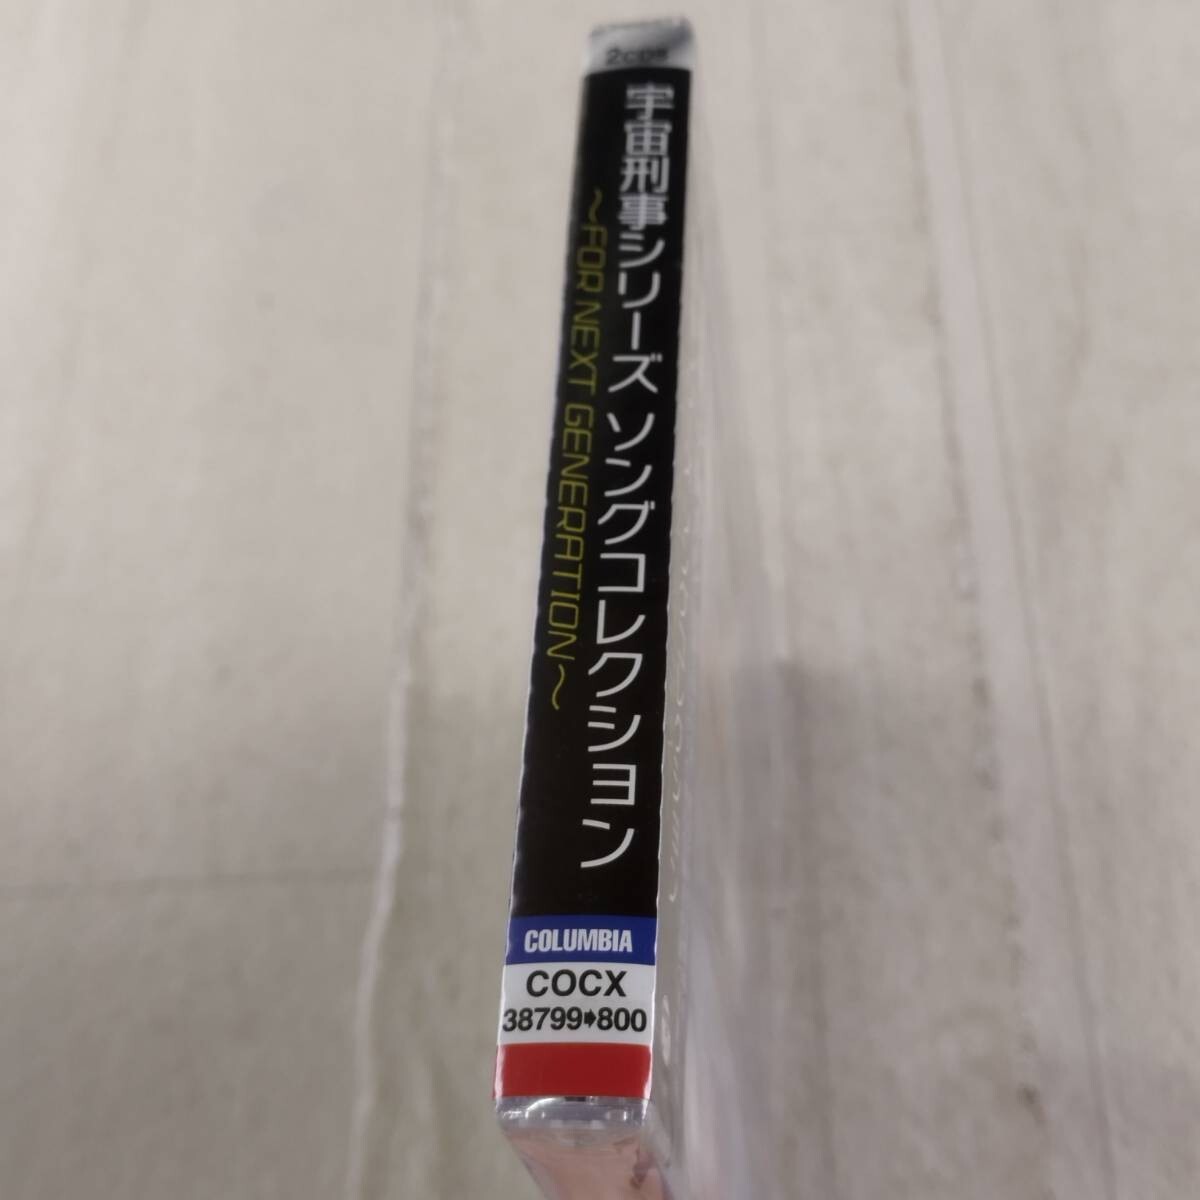 2CDS
宇宙刑事シリーズ ソングコレクション
～FOR NEXT GENERATION～
COLUMBIA
COCX
38799➡800